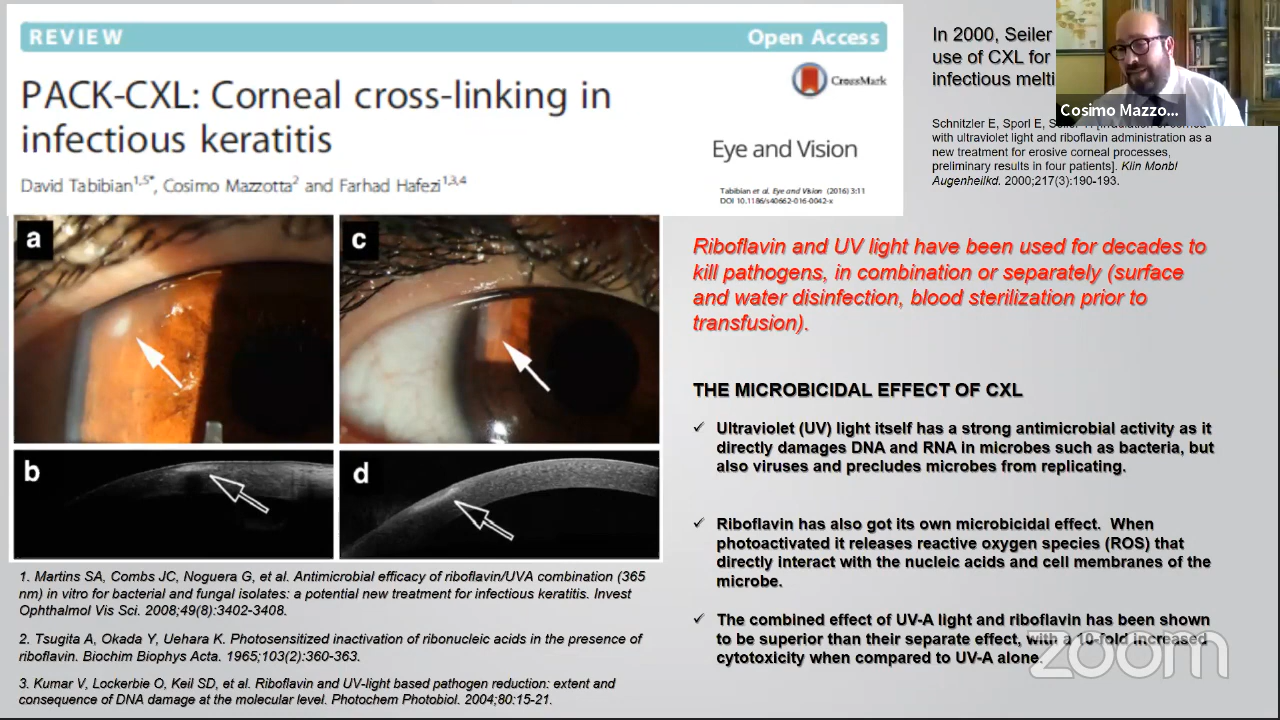 REVIEW
Open Access
PACK-CXL: Corneal cross-linking in
infectious keratitis
CrossMark
David Tabibian1,5*, Cosimo Mazzotta2 and Farhad Hafezi1,3,4
Eye and Vision
Tabibian et al. Eye and Vision (2016) 3:11
DOI 10.1186/s40662-016-0042-x
a
c
b
d
1. Martins SA, Combs JC, Noguera G, et al. Antimicrobial efficacy of riboflavin/UVA combination (365
nm) in vitro for bacterial and fungal isolates: a potential new treatment for infectious keratitis. Invest
Ophthalmol Vis Sci. 2008;49(8):3402-3408.
2. Tsugita A, Okada Y, Uehara K. Photosensitized inactivation of ribonucleic acids in the presence of
riboflavin. Biochim Biophys Acta. 1965;103(2):360-363.
3. Kumar V, Lockerbie O, Keil SD, et al. Riboflavin and UV-light based pathogen reduction: extent and
consequence of DNA damage at the molecular level. Photochem Photobiol. 2004;80:15-21.
In 2000, Seiler
use of CXL for
infectious melti
Cosimo Mazzo...
Schnitzler E, Sporl E,
with ultraviolet light and riboflavin administration as a
new treatment for erosive corneal processes,
preliminary results in four patients]. Klin Monbl
Augenheilkd. 2000;217(3):190-193.
Riboflavin and UV light have been used for decades to
kill pathogens, in combination or separately (surface
and water disinfection, blood sterilization prior to
transfusion).
THE MICROBICIDAL EFFECT OF CXL
✓ Ultraviolet (UV) light itself has a strong antimicrobial activity as it
directly damages DNA and RNA in microbes such as bacteria, but
also viruses and precludes microbes from replicating.
✓ Riboflavin has also got its own microbicidal effect. When
photoactivated it releases reactive oxygen species (ROS) that
directly interact with the nucleic acids and cell membranes of the
microbe.
✓ The combined effect of UV-A light and riboflavin has been shown
to be superior than their separate effect, with a 10-fold increased
cytotoxicity when compared to UV-A alone.
zoom